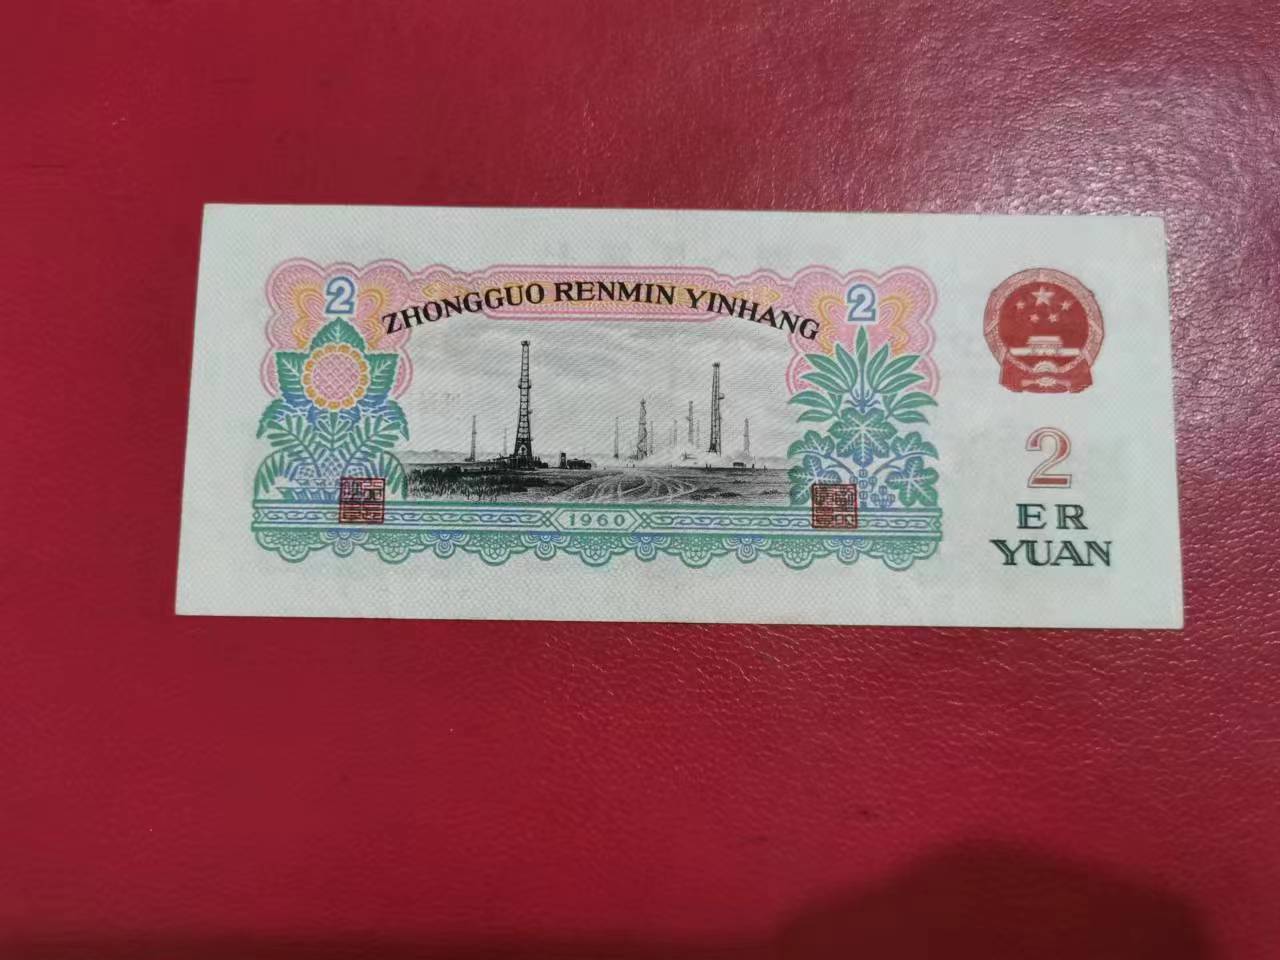 2
ZHONGGUO RENMIN YINHANG
2
1960
2
ER
YUAN